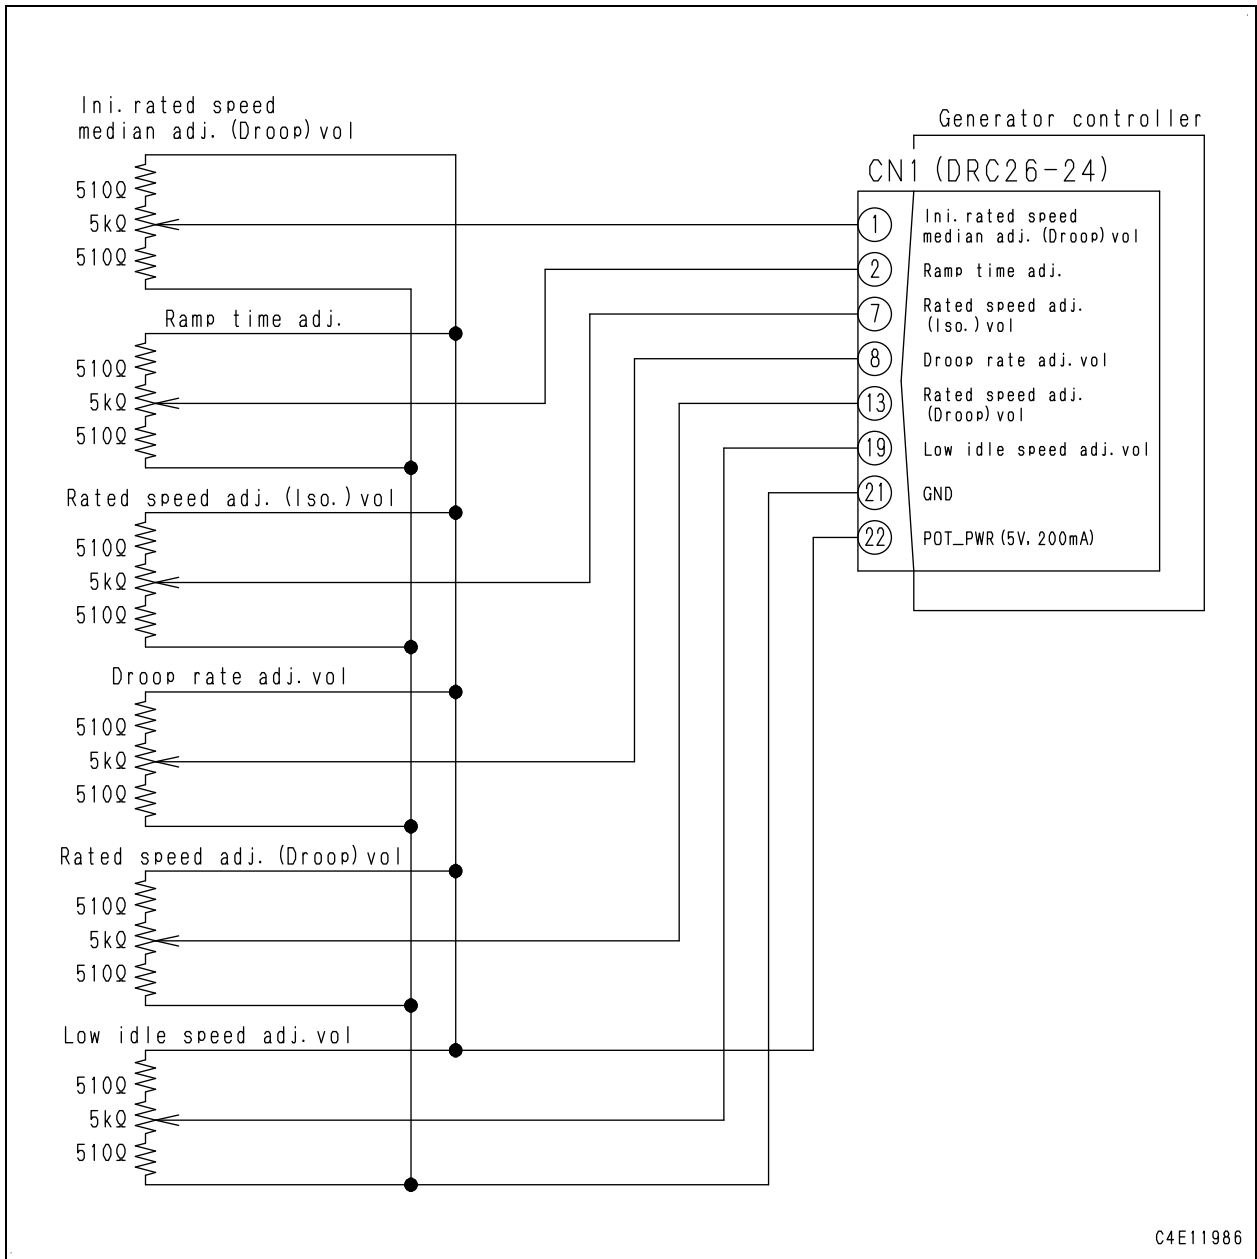 Ini. rated speed
median adj. (Droop) vol
510Ω
5kΩ
510Ω
Ramp time adj.
510Ω
5kΩ
510Ω
Rated speed adj. (Iso.) vol
510Ω
5kΩ
510Ω
Droop rate adj. vol
510Ω
5kΩ
510Ω
Rated speed adj. (Droop) vol
510Ω
5kΩ
510Ω
Low idle speed adj. vol
510Ω
5kΩ
510Ω
Generator controller
CN1 (DRC26-24)
1 Ini. rated speed
median adj. (Droop) vol
2 Ramp time adj.
7 Rated speed adj.
(Iso.) vol
8 Droop rate adj. vol
13 Rated speed adj.
(Droop) vol
19 Low idle speed adj. vol
21 GND
22 POT_PWR (5V, 200mA)
C4E11986